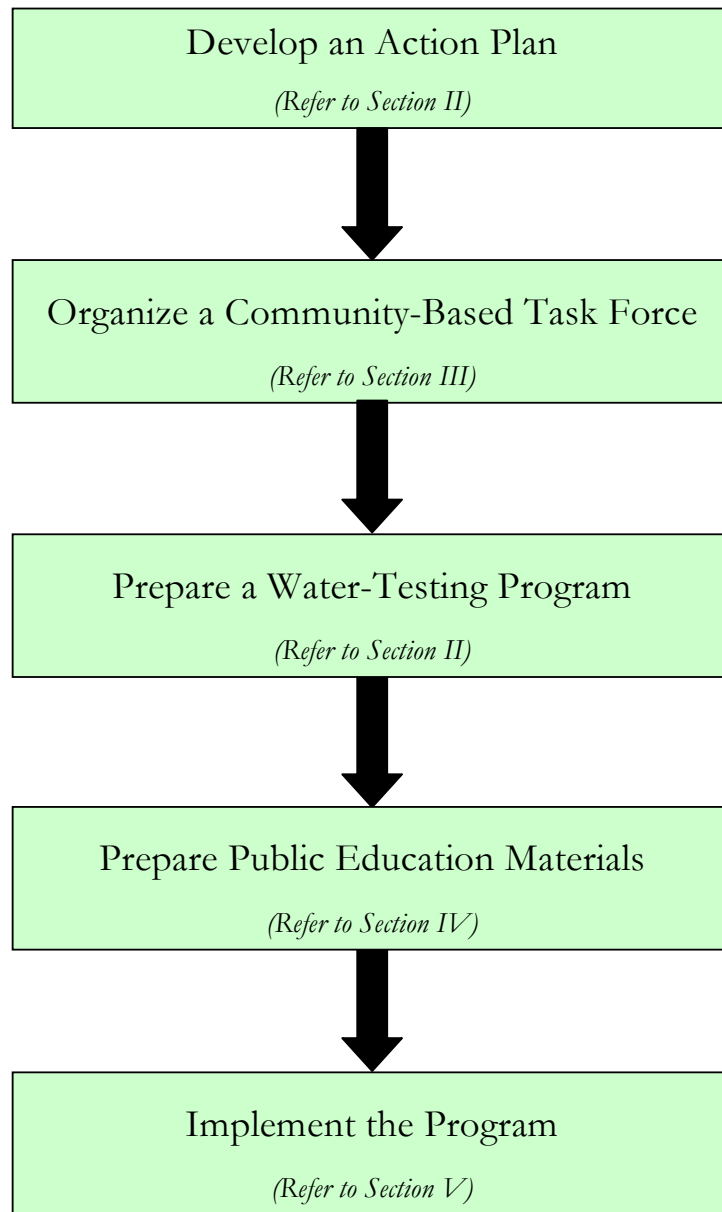 Develop an Action Plan
(Refer to Section II)
Organize a Community-Based Task Force
(Refer to Section III)
Prepare a Water-Testing Program
(Refer to Section II)
Prepare Public Education Materials
(Refer to Section IV)
Implement the Program
(Refer to Section V)